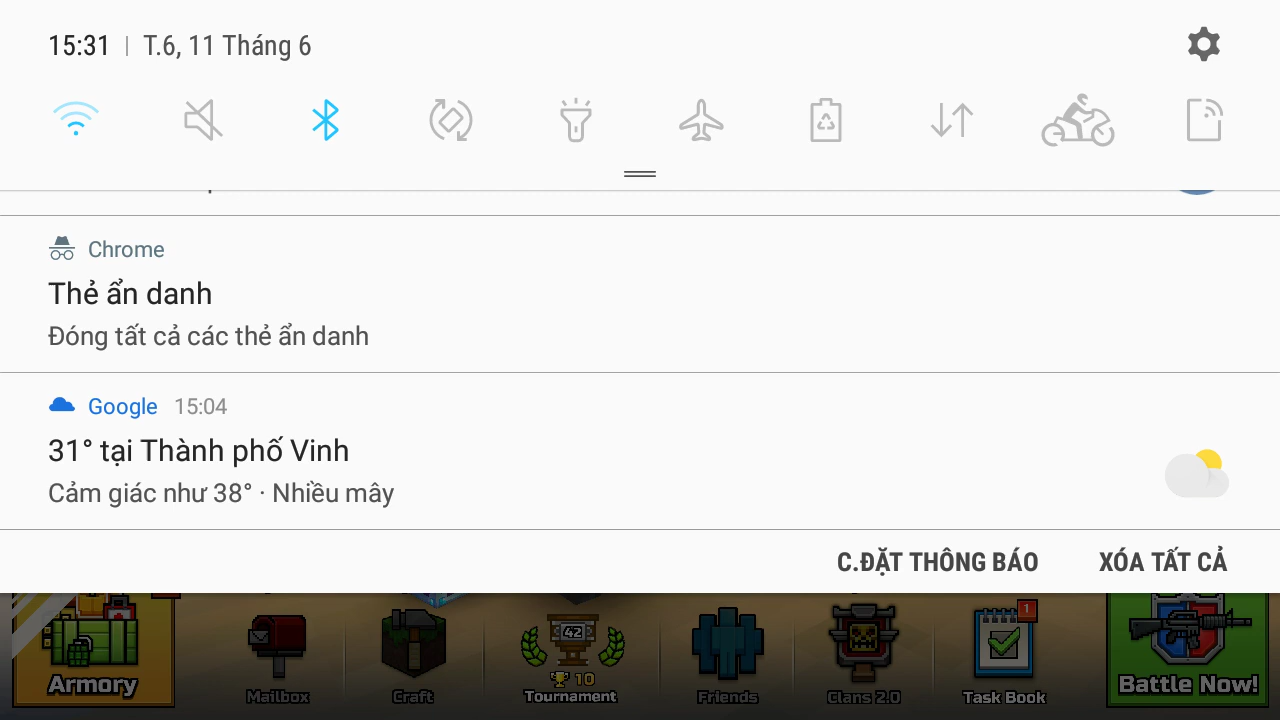 15:31 | T.6, 11 Tháng 6
Chrome
Thẻ ẩn danh
Đóng tất cả các thẻ ẩn danh
Google 15:04
31° tại Thành phố Vinh
Cảm giác như 38° · Nhiều mây
C.ĐẶT THÔNG BÁO XÓA TẤT CẢ
42
1
10
Armory Mailbox Craft Tournament Friends Clans 2.0 Task Book Battle Now!